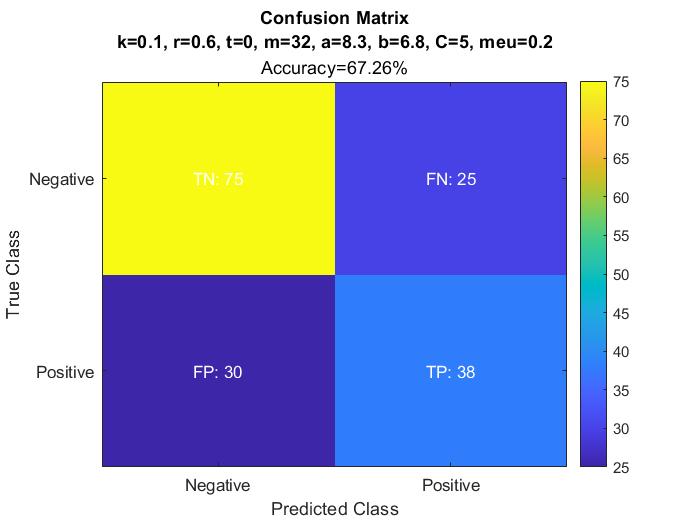 Confusion Matrix
k=0.1, r=0.6, t=0, m=32, a=8.3, b=6.8, C=5, meu=0.2
Accuracy=67.26%
75
70
65
60
55
50
45
40
35
30
25
True Class
Negative
TN: 75
FN: 25
Positive
FP: 30
TP: 38
Negative
Positive
Predicted Class